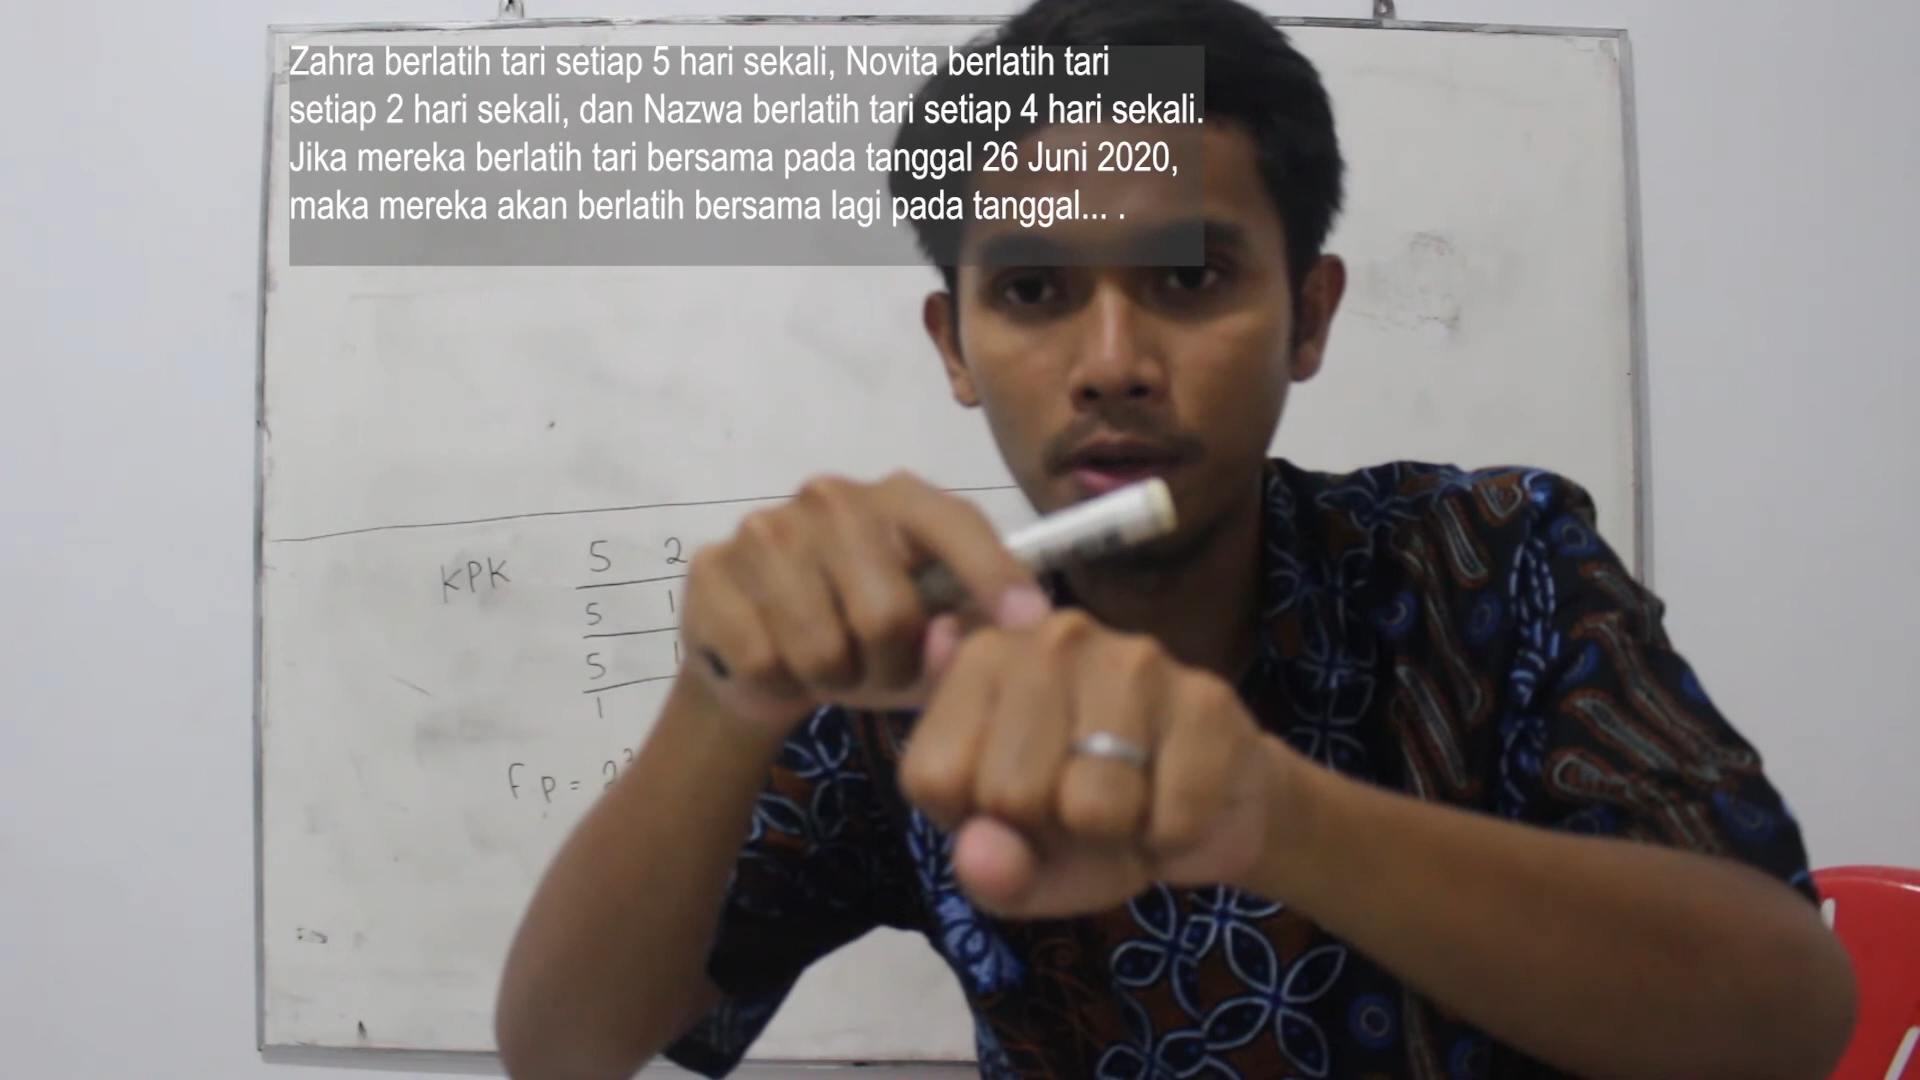 Zahra berlatih tari setiap 5 hari sekali, Novita berlatih tari
setiap 2 hari sekali, dan Nazwa berlatih tari setiap 4 hari sekali.
Jika mereka berlatih tari bersama pada tanggal 26 Juni 2020,
maka mereka akan berlatih bersama lagi pada tanggal... .
KPK 5 2
5 1
5 1
1
f p = 2²